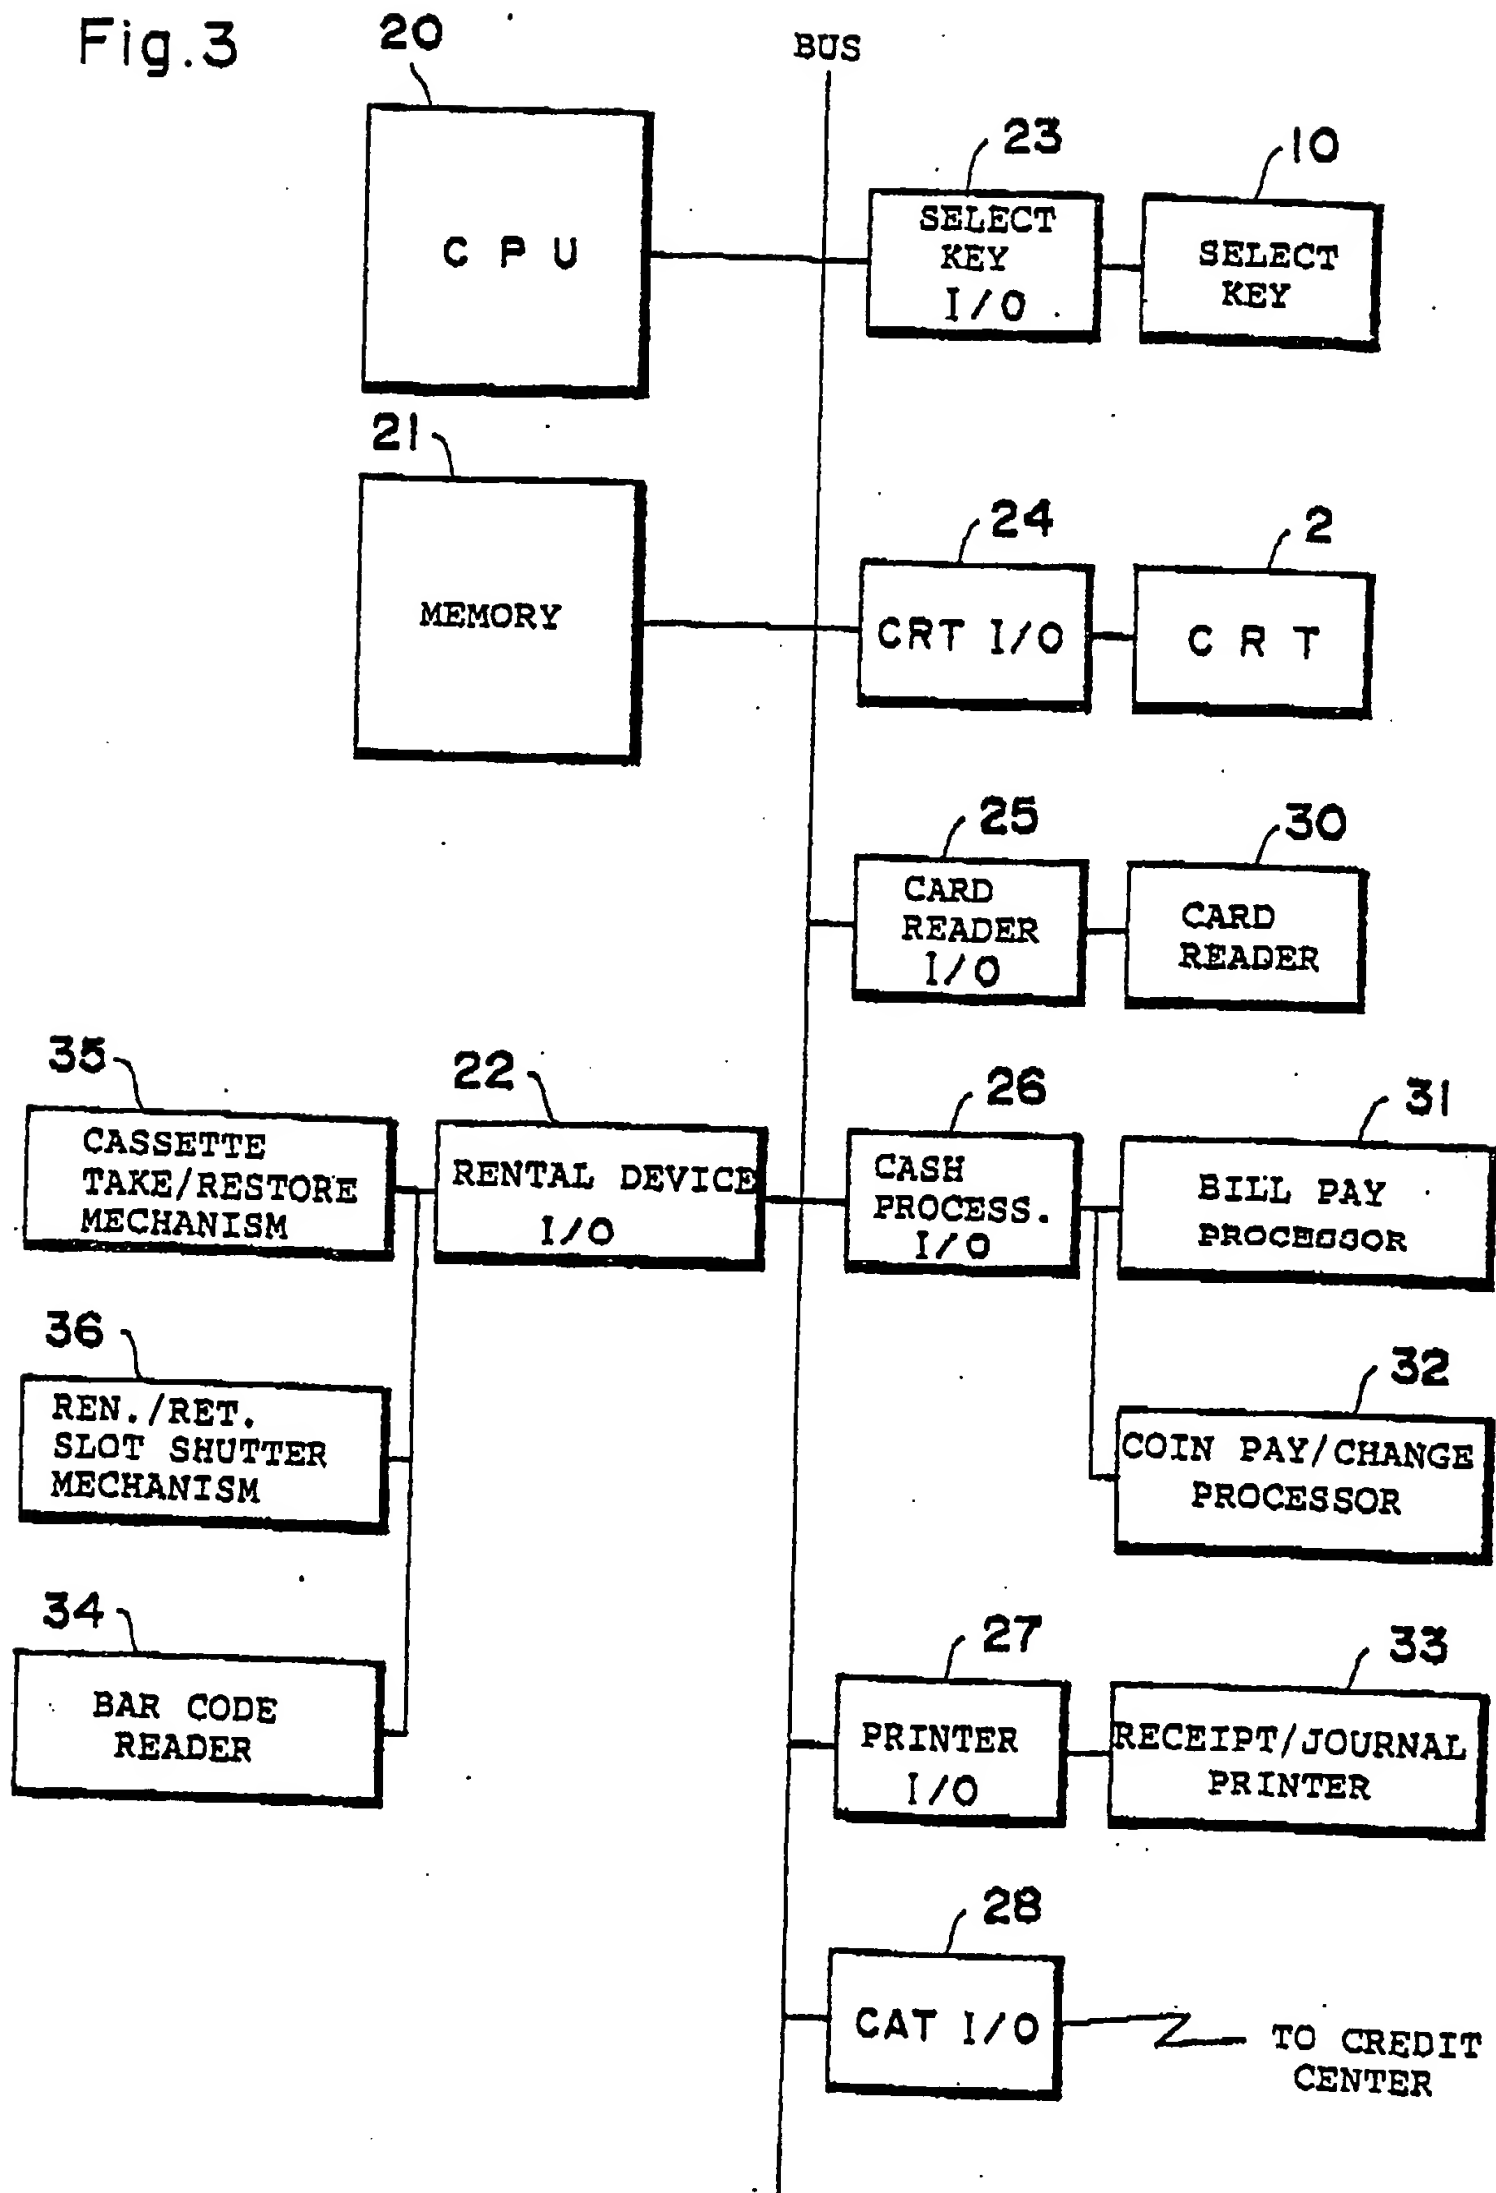 Fig.3
20
BUS
C P U
23
SELECT
KEY
I/O
10
SELECT
KEY
21
MEMORY
24
CRT I/O
2
C R T
25
CARD
READER
I/O
30
CARD
READER
35
CASSETTE
TAKE/RESTORE
MECHANISM
22
RENTAL DEVICE
I/O
26
CASH
PROCESS.
I/O
31
BILL PAY
PROCESSOR
36
REN./RET.
SLOT SHUTTER
MECHANISM
32
COIN PAY/CHANGE
PROCESSOR
34
BAR CODE
READER
27
PRINTER
I/O
33
RECEIPT/JOURNAL
PRINTER
28
CAT I/O
TO CREDIT
CENTER